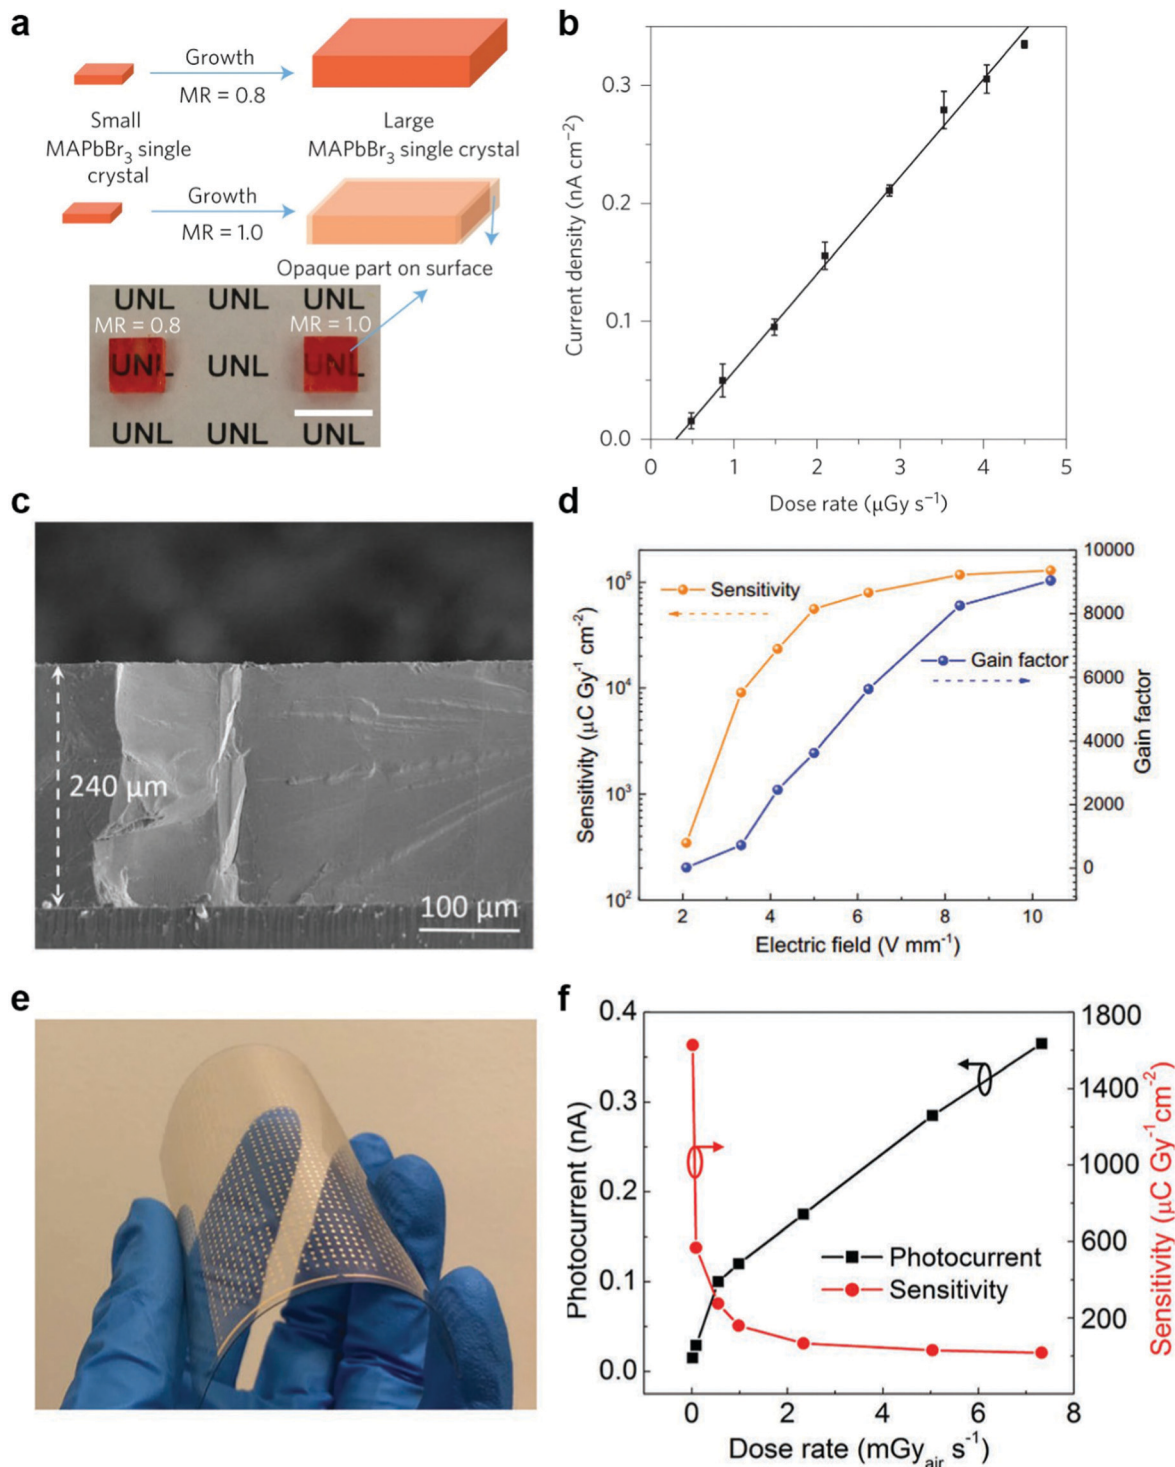 a
Growth
MR = 0.8
Small
MAPbBr₃ single
crystal
Large
MAPbBr₃ single crystal
Growth
MR = 1.0
Opaque part on surface
UNL UNL UNL
MR = 0.8 MR = 1.0
UNL UNL UNL
UNL UNL UNL
b
Current density (nA cm⁻²)
0.3
0.2
0.1
0.0
0 1 2 3 4 5
Dose rate (μGy s⁻¹)
c
240 μm
100 μm
d
Sensitivity (μC Gy⁻¹ cm⁻²)
10⁵
10⁴
10³
10²
Sensitivity
Gain factor
10000
8000
6000
4000
2000
0
Gain factor
2 4 6 8 10
Electric field (V mm⁻¹)
e
f
Photocurrent (nA)
0.4
0.3
0.2
0.1
0.0
Photocurrent
Sensitivity
1800
1400
1000
600
200
Sensitivity (μC Gy⁻¹cm⁻²)
0 2 4 6 8
Dose rate (mGyₐᵢᵣ s⁻¹)